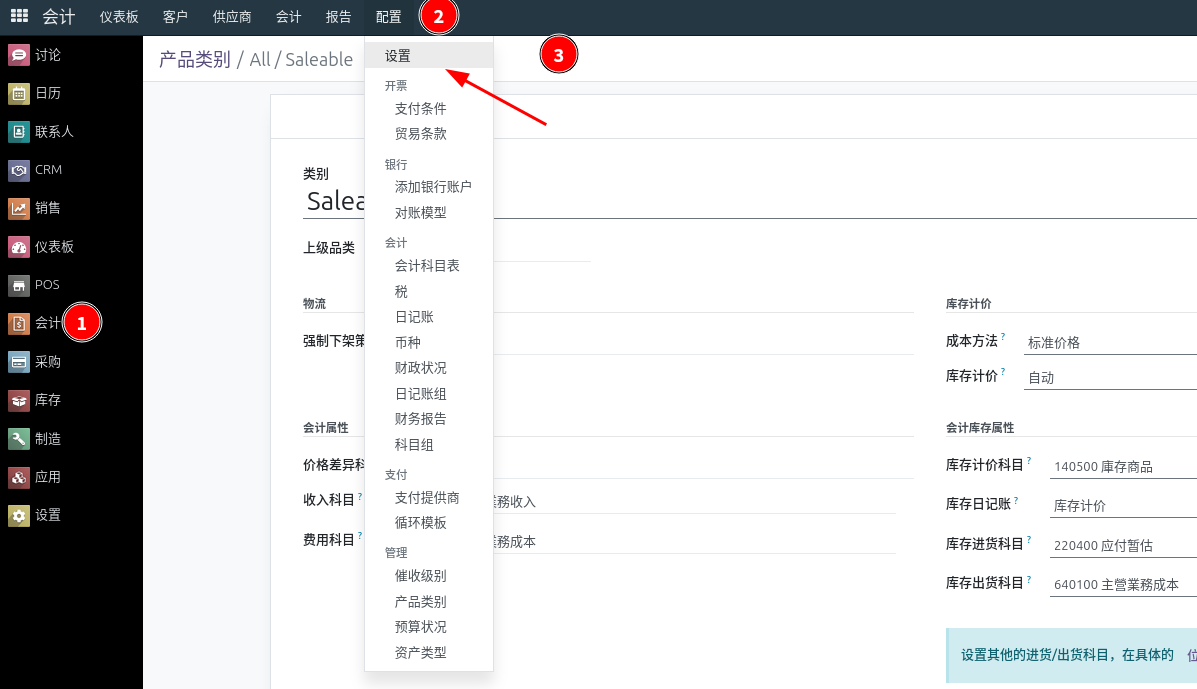 会计 仪表板 客户 供应商 会计 报告 配置 2
讨论
日历
联系人
CRM
销售
仪表板
POS
会计 1
采购
库存
制造
应用
设置
产品类别 / All / Saleable
3
设置
开票
支付条件
贸易条款
银行
添加银行账户
对账模型
会计
会计科目表
税
日记账
币种
财政状况
日记账组
财务报告
科目组
支付
支付提供商
循环模板
管理
催收级别
产品类别
预算状况
资产类型
类别
Salea
上级品类
物流
强制下架策
会计属性
价格差异科
收入科目? 業務收入
费用科目? 業務成本
库存计价
成本方法? 标准价格
库存计价? 自动
会计库存属性
库存计价科目? 140500 庫存商品
库存日记账? 库存计价
库存进货科目? 220400 应付暂估
库存出货科目? 640100 主營業務成本
设置其他的进货/出货科目，在具体的 位